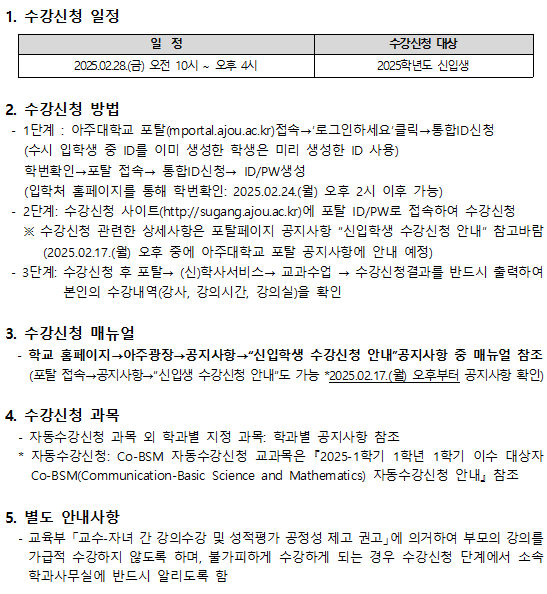 1. 수강신청 일정
일 정 수강신청 대상
2025.02.28.(금) 오전 10시 ~ 오후 4시 2025학년도 신입생
2. 수강신청 방법
- 1단계 : 아주대학교 포탈(mportal.ajou.ac.kr)접속→'로그인하세요'클릭→통합ID신청
(수시 입학생 중 ID를 이미 생성한 학생은 미리 생성한 ID 사용)
학번확인→포탈 접속→ 통합ID신청→ ID/PW생성
(입학처 홈페이지를 통해 학번확인: 2025.02.24.(월) 오후 2시 이후 가능)
- 2단계: 수강신청 사이트(http://sugang.ajou.ac.kr)에 포탈 ID/PW로 접속하여 수강신청
※ 수강신청 관련한 상세사항은 포탈페이지 공지사항 "신입학생 수강신청 안내" 참고바람
(2025.02.17.(월) 오후 중에 아주대학교 포탈 공지사항에 안내 예정)
- 3단계: 수강신청 후 포탈→ (신)학사서비스→ 교과수업 → 수강신청결과를 반드시 출력하여
본인의 수강내역(강사, 강의시간, 강의실)을 확인
3. 수강신청 매뉴얼
- 학교 홈페이지→아주광장→공지사항→"신입학생 수강신청 안내"공지사항 중 매뉴얼 참조
(포탈 접속→공지사항→"신입생 수강신청 안내"도 가능 *2025.02.17.(월) 오후부터 공지사항 확인)
4. 수강신청 과목
- 자동수강신청 과목 외 학과별 지정 과목: 학과별 공지사항 참조
* 자동수강신청: Co-BSM 자동수강신청 교과목은 『2025-1학기 1학년 1학기 이수 대상자
Co-BSM(Communication-Basic Science and Mathematics) 자동수강신청 안내』 참조
5. 별도 안내사항
- 교육부 「교수-자녀 간 강의수강 및 성적평가 공정성 제고 권고」에 의거하여 부모의 강의를
가급적 수강하지 않도록 하며, 불가피하게 수강하게 되는 경우 수강신청 단계에서 소속
학과사무실에 반드시 알리도록 함